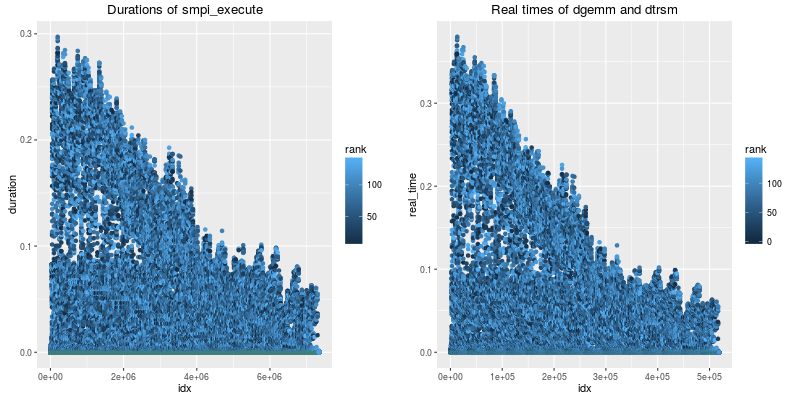 Durations of smpi_execute
0.3
0.2
0.1
0.0
duration
0e+00 2e+06 4e+06 6e+06
idx
rank
100
50
Real times of dgemm and dtrsm
0.3
0.2
0.1
0.0
real_time
0e+00 1e+05 2e+05 3e+05 4e+05 5e+05
idx
rank
100
50
0